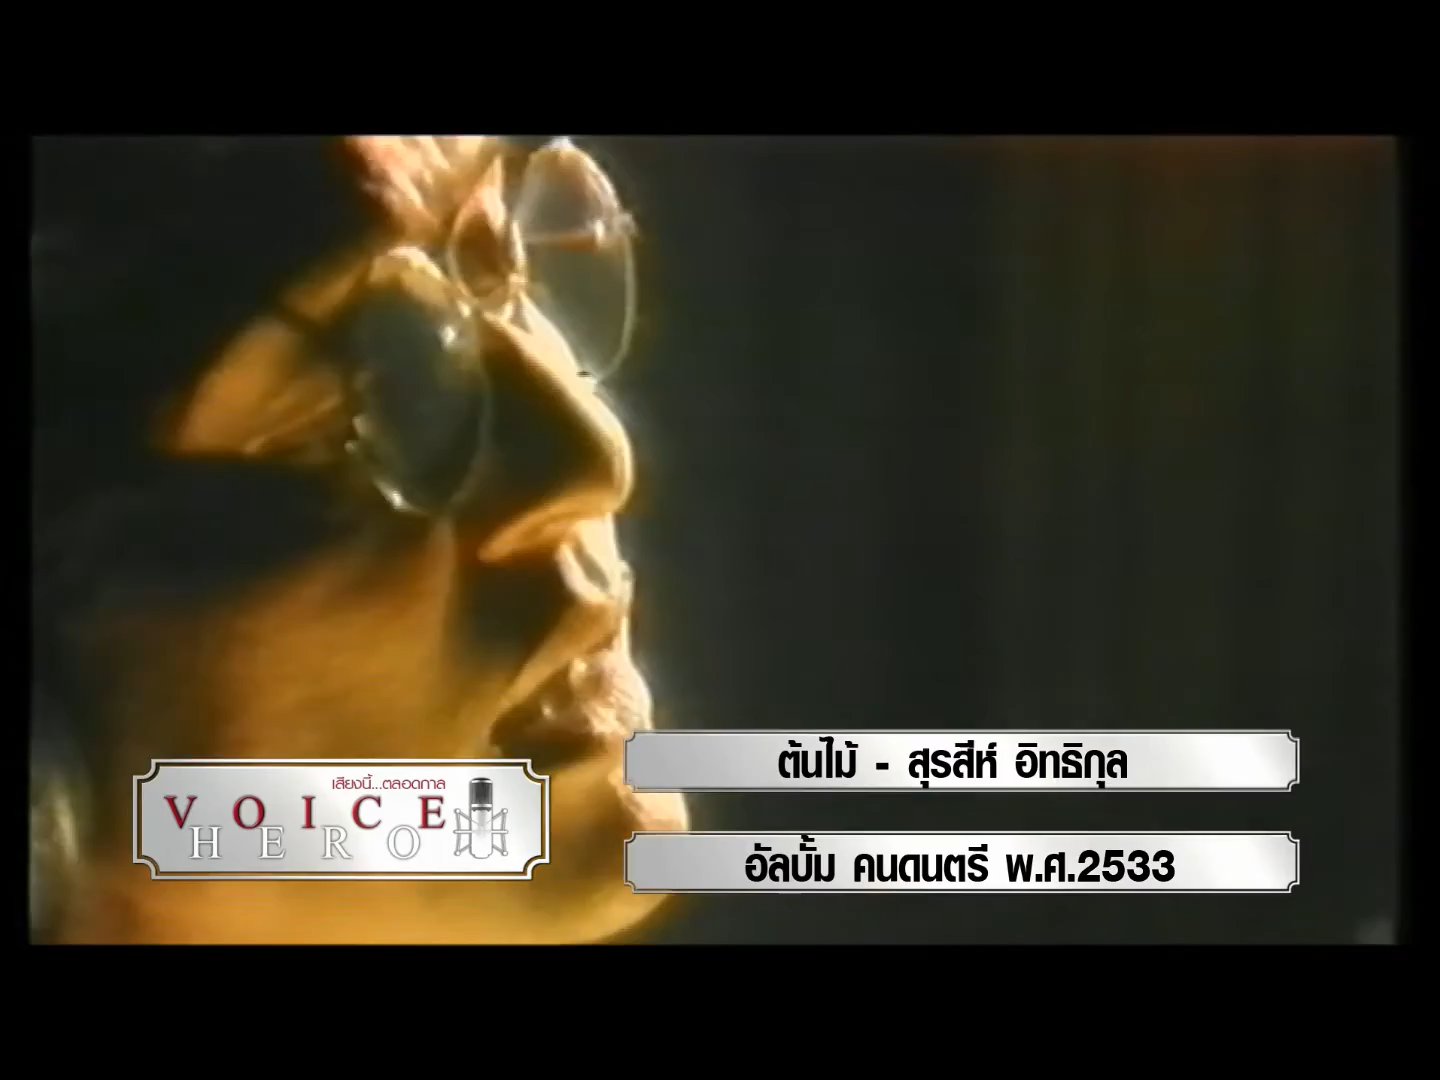 เสียงนี้...ตลอดกาล
VOICE
HERO
ต้นไม้ - สุรสีห์ อิทธิกุล
อัลบั้ม คนดนตรี พ.ศ.2533